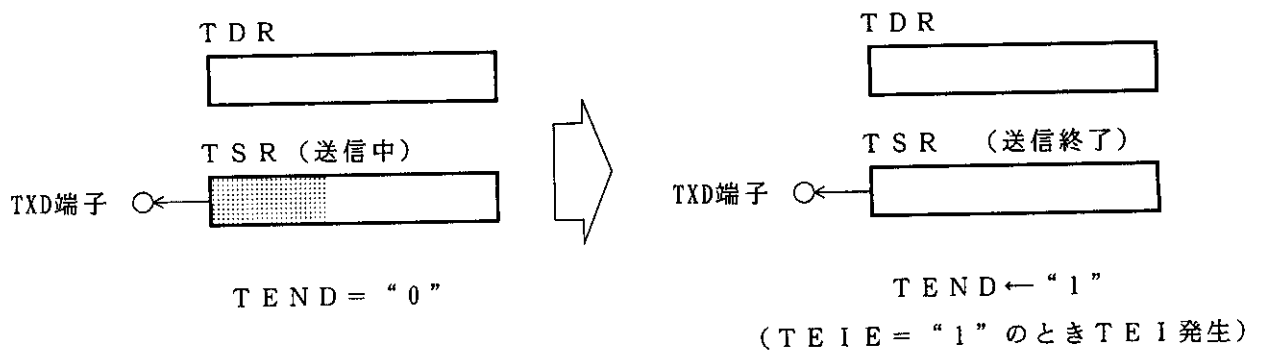 TDR
TSR(送信中)
TXD端子
TEND=“0”
TDR
TSR (送信終了)
TXD端子
TEND←“1”
(TEIE=“1”のときTEI発生)